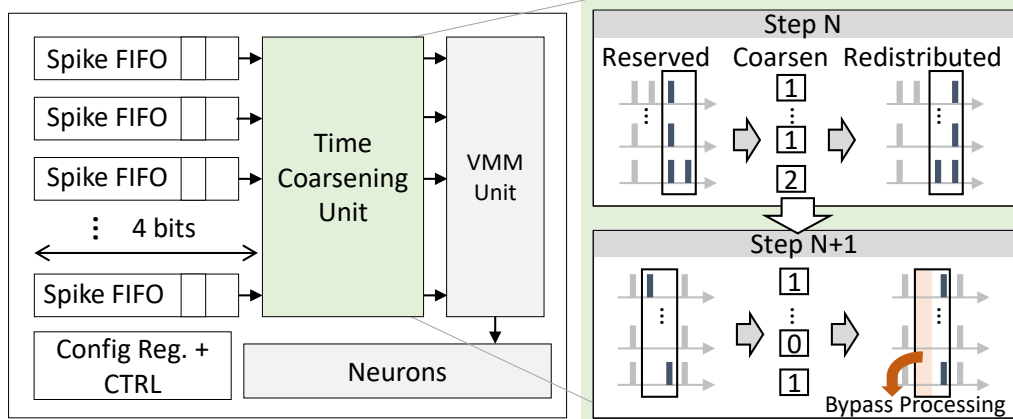 Spike FIFO
Spike FIFO
Spike FIFO
⋮ 4 bits
Spike FIFO
Config Reg. +
CTRL
Time
Coarsening
Unit
VMM
Unit
Neurons
Step N
Reserved Coarsen Redistributed
⋮ ⋮ ⋮
1
1
2
Step N+1
⋮ ⋮ ⋮
1
0
1
Bypass Processing